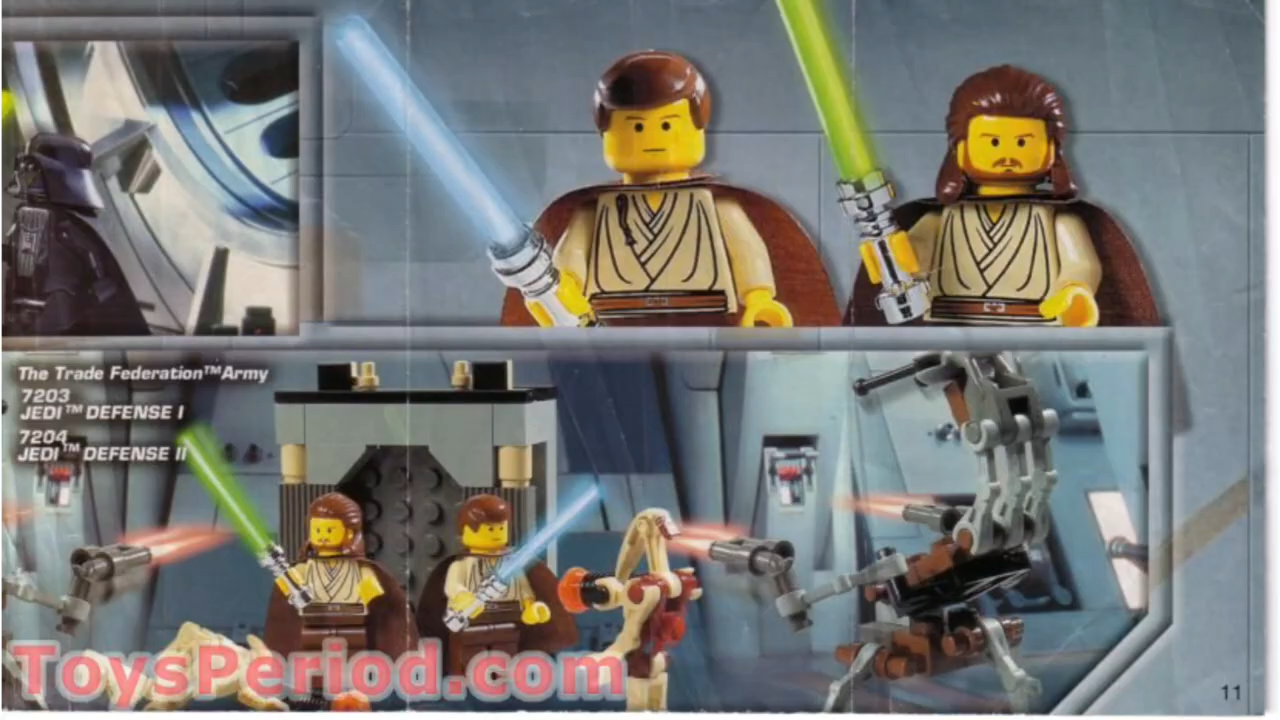 The Trade Federation™ Army
7203
JEDI™ DEFENSE I
7204
JEDI™ DEFENSE II
ToysPeriod.com
11